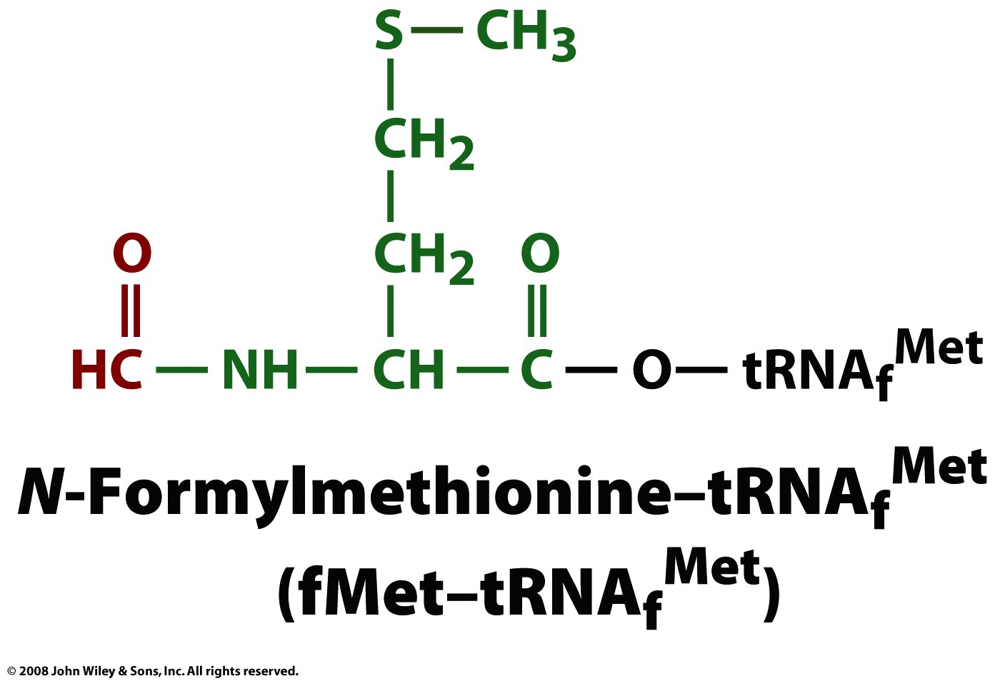 S—CH3
CH2
CH2
O O
HC—NH—CH—C—O—tRNAfMet
N-Formylmethionine–tRNAfMet
(fMet–tRNAfMet)
© 2008 John Wiley & Sons, Inc. All rights reserved.